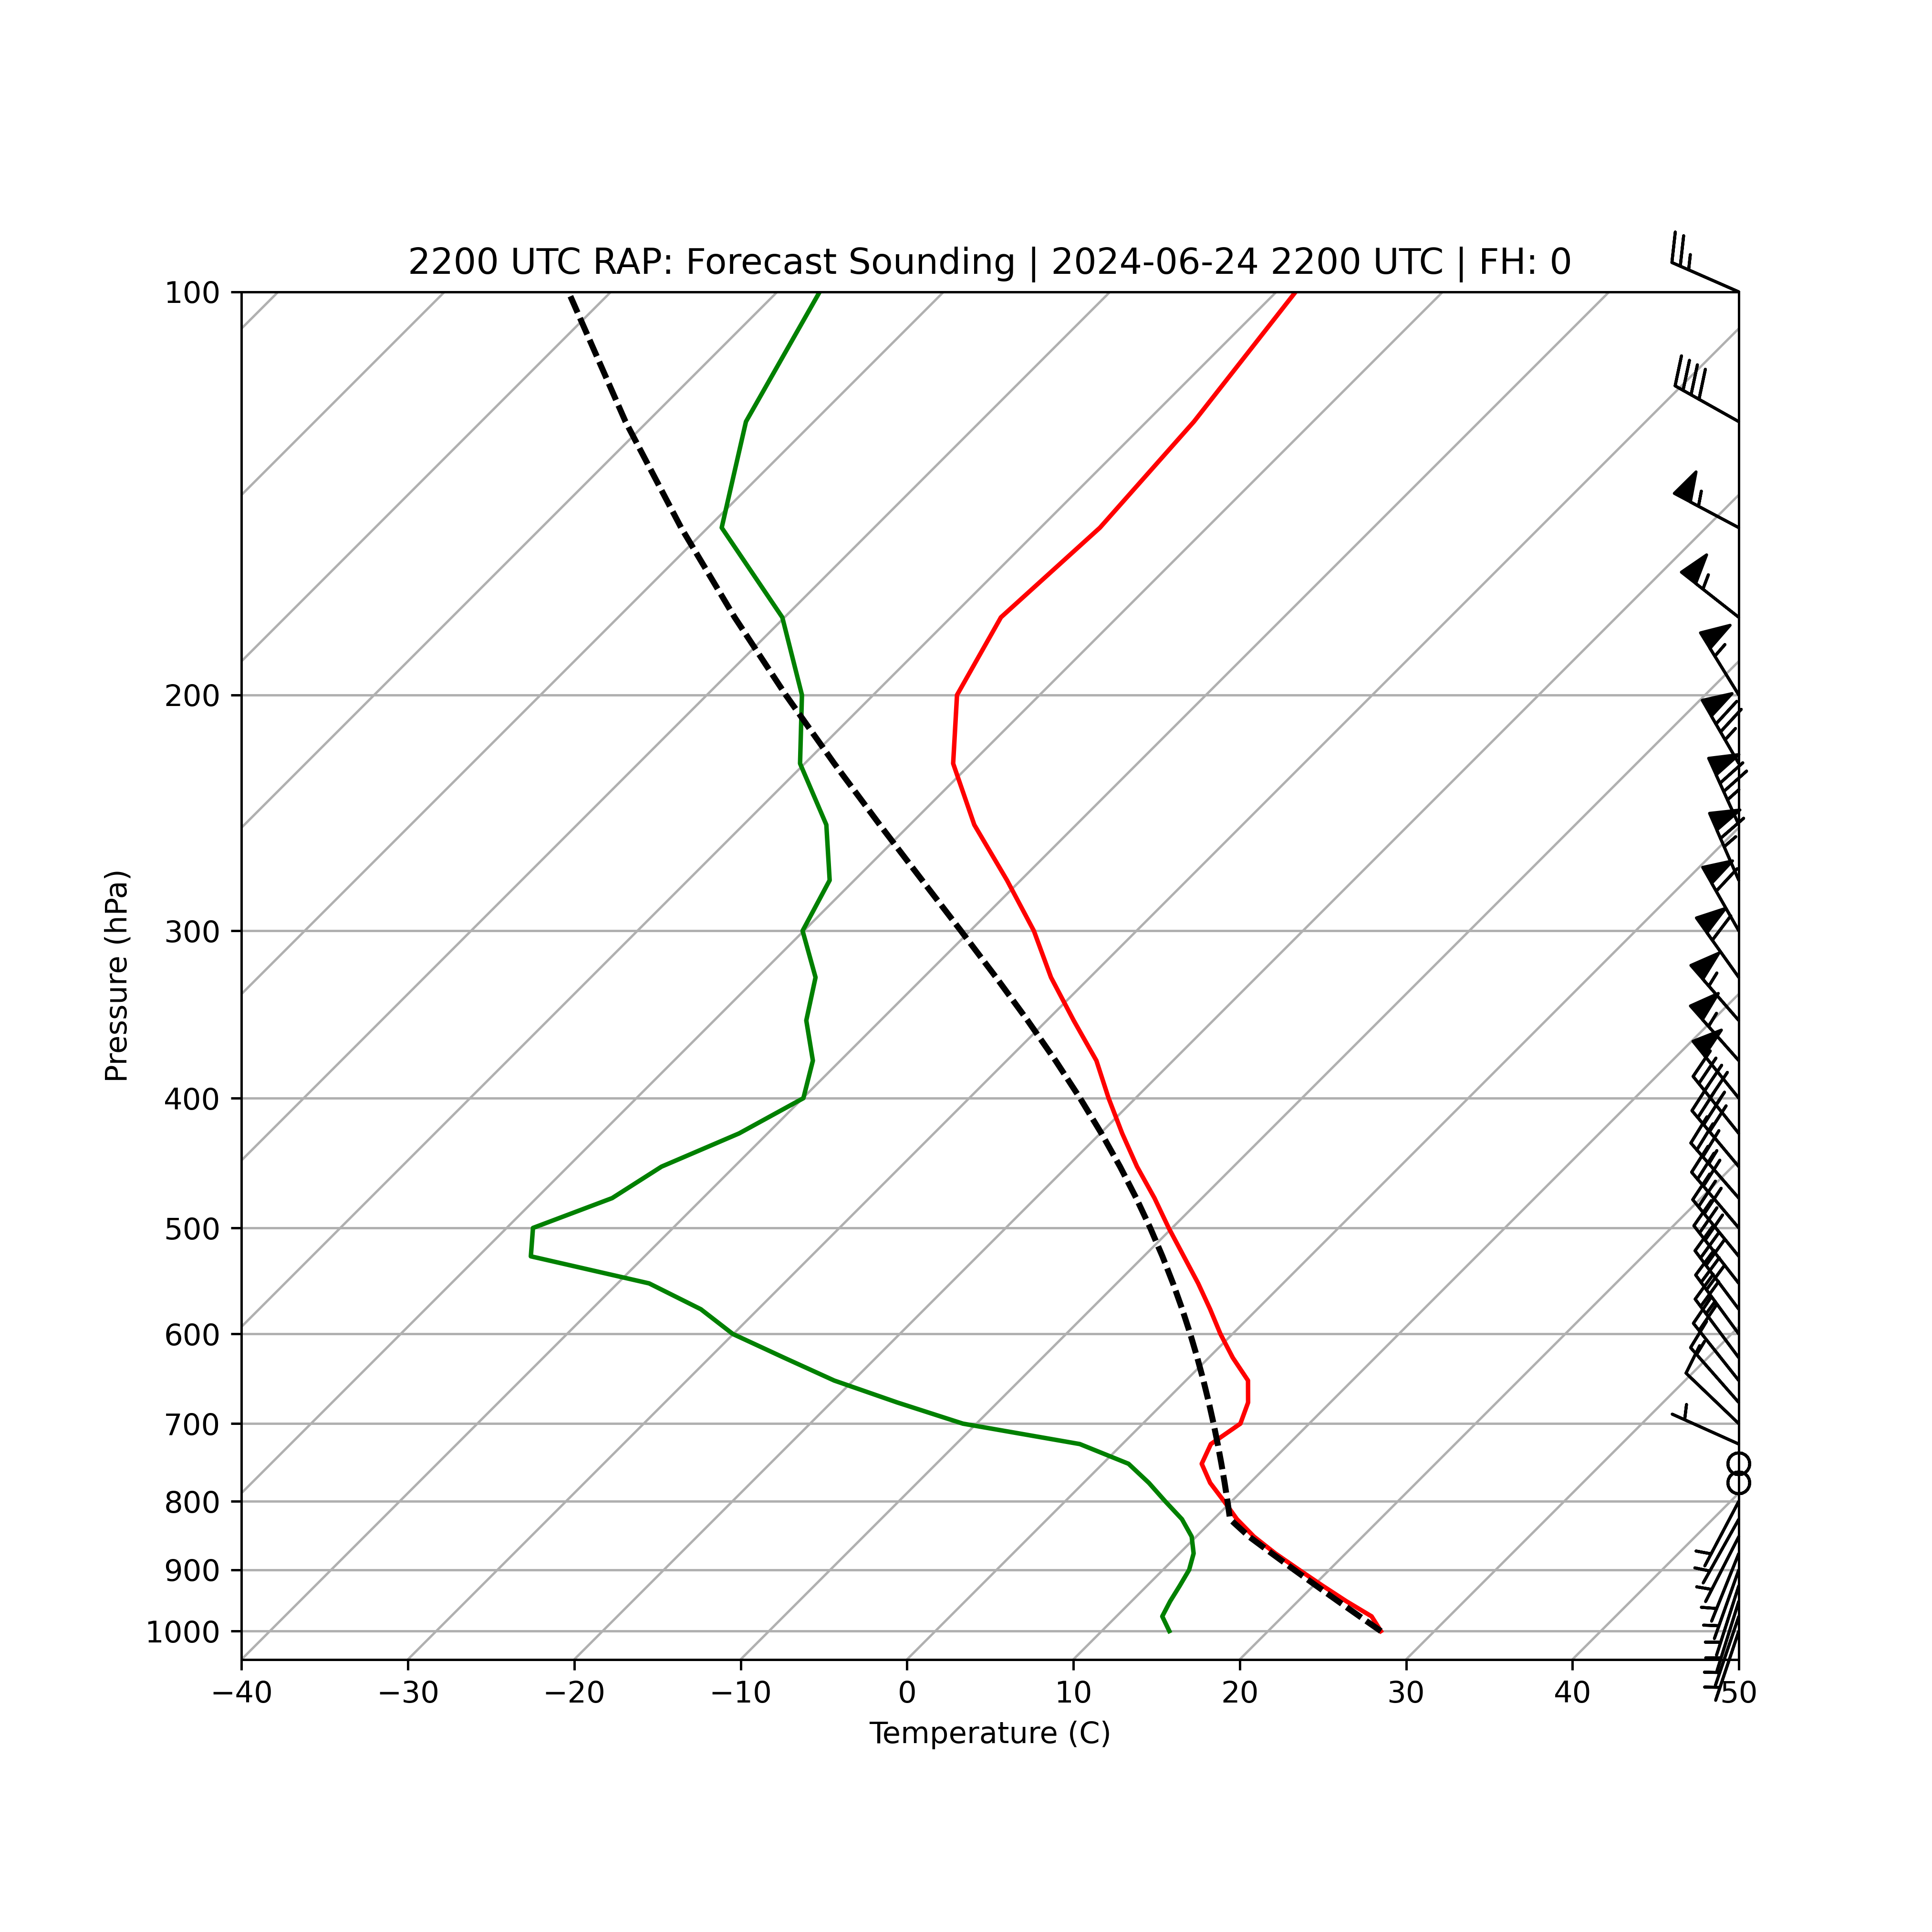 2200 UTC RAP: Forecast Sounding | 2024-06-24 2200 UTC | FH: 0
100
200
300
400
500
600
700
800
900
1000
Pressure (hPa)
−40 −30 −20 −10 0 10 20 30 40 50
Temperature (C)